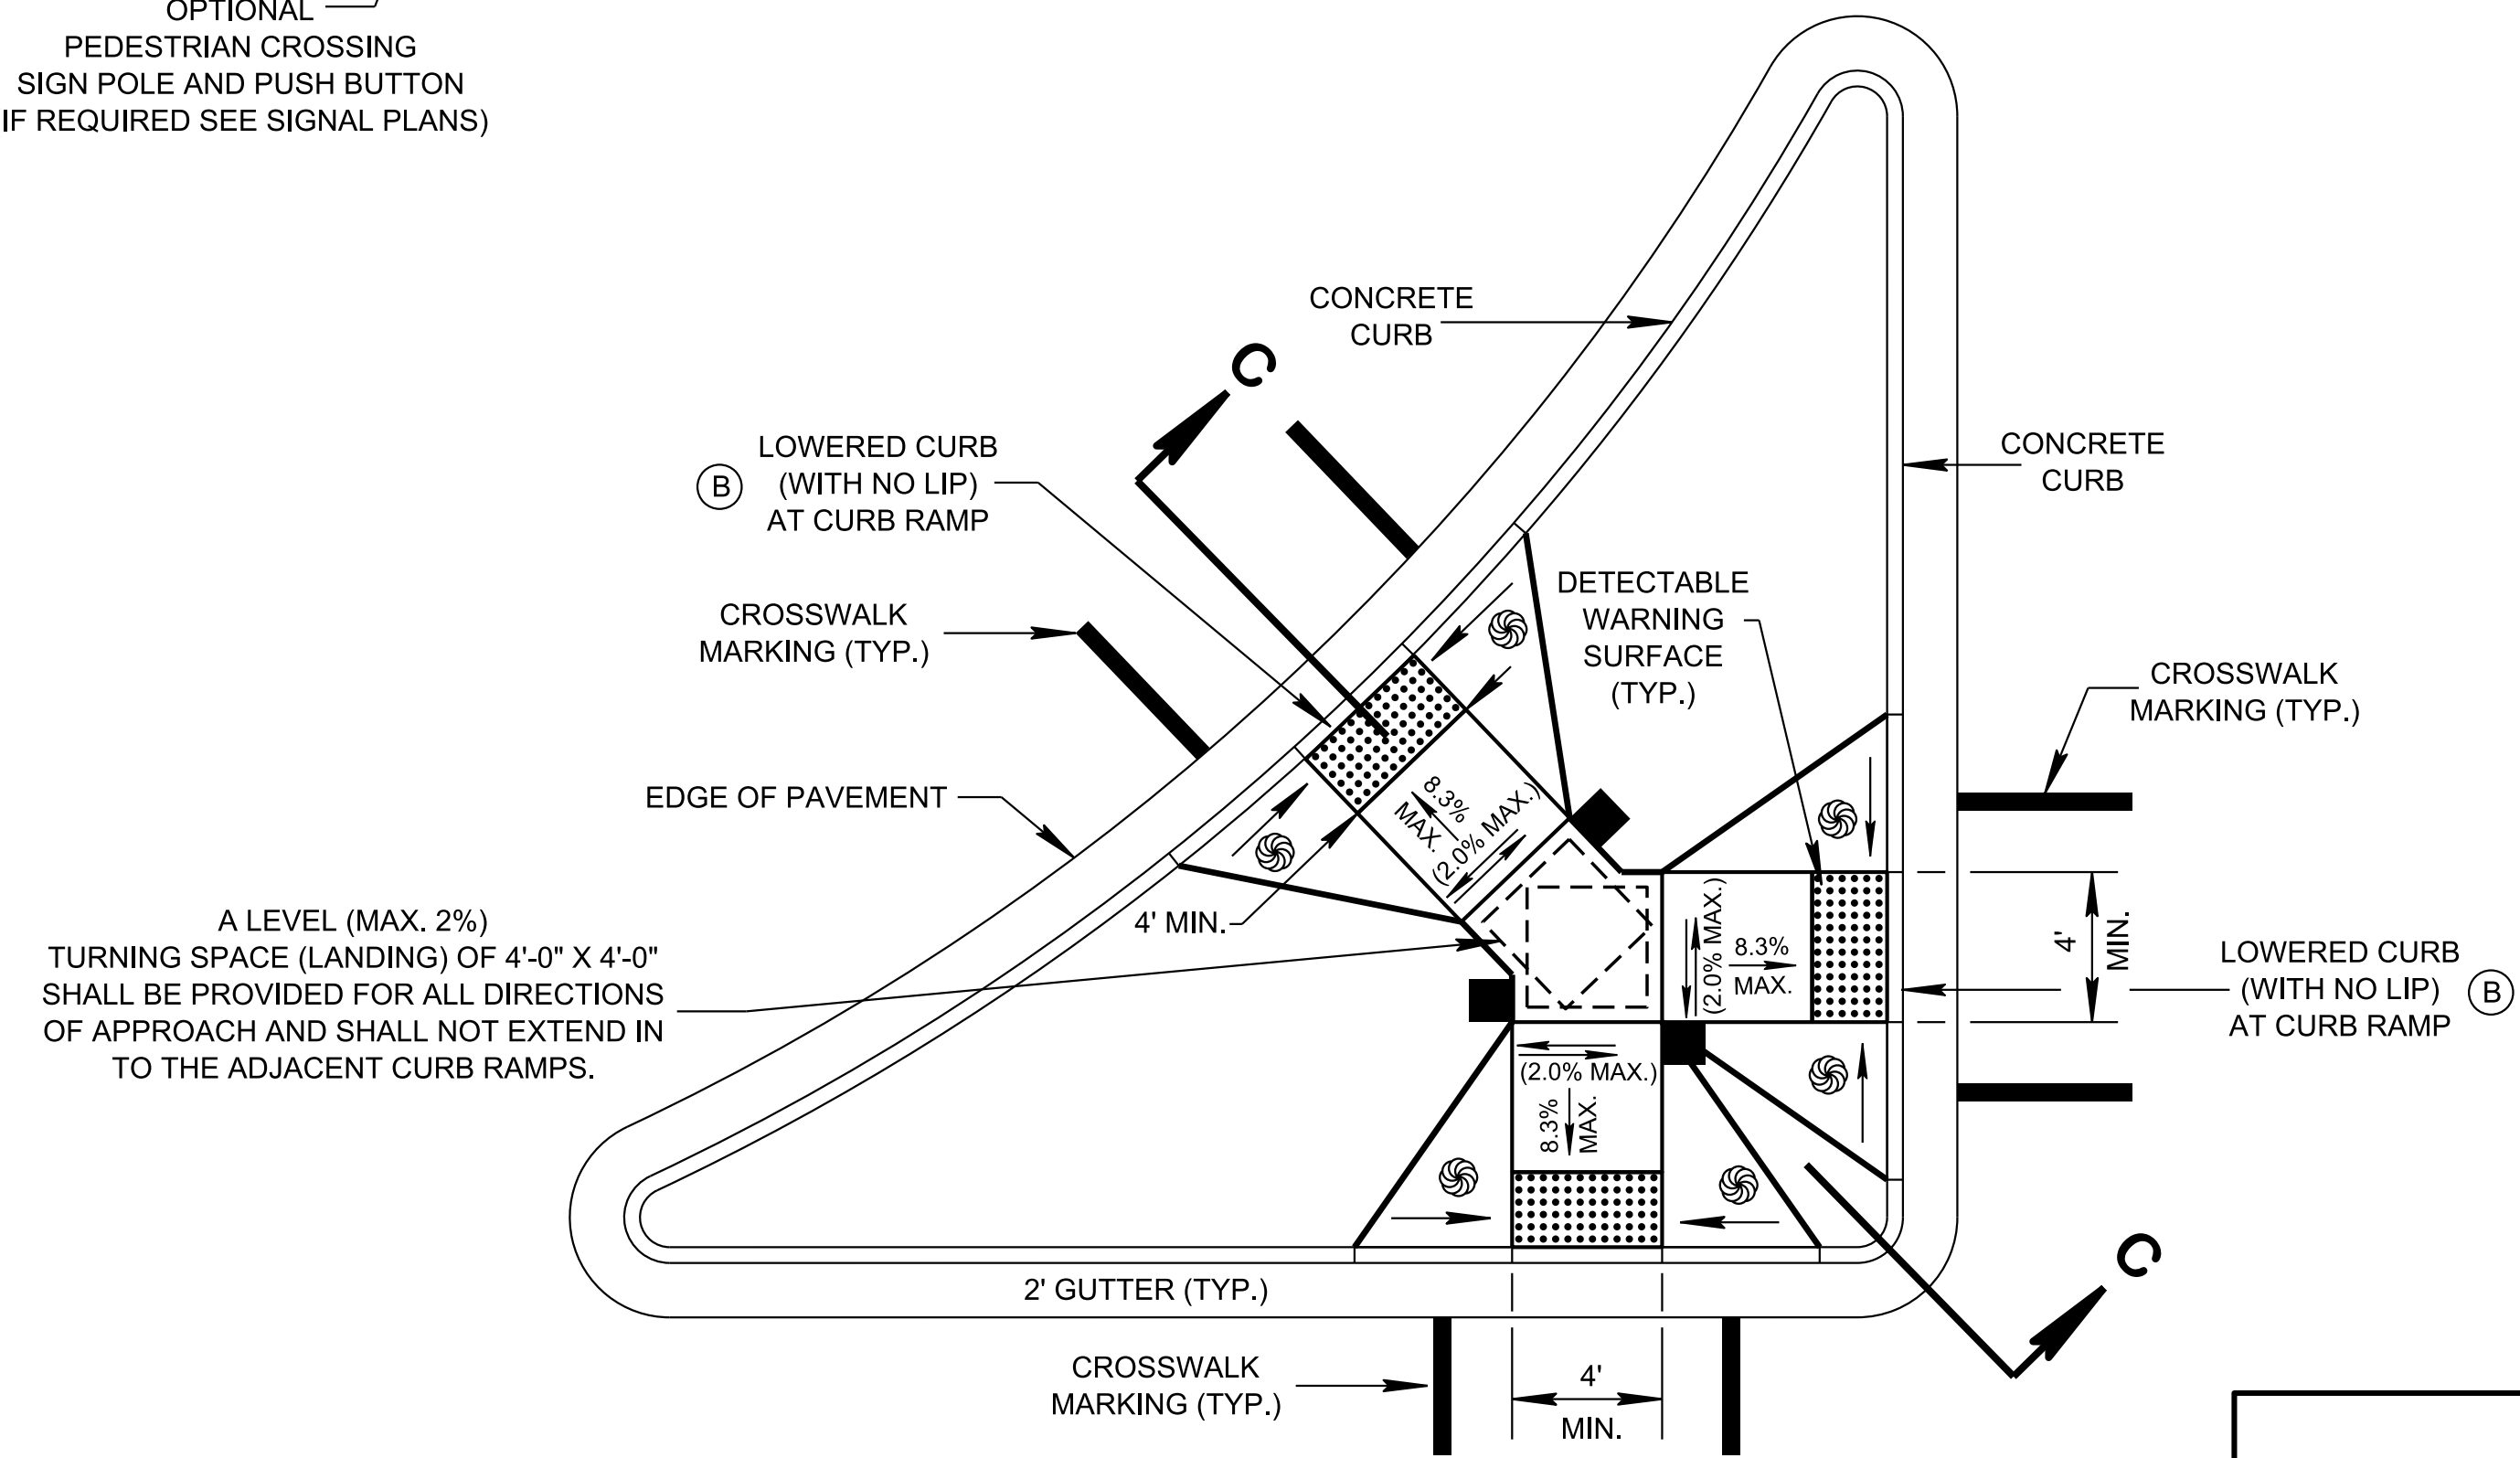 OPTIONAL
PEDESTRIAN CROSSING
SIGN POLE AND PUSH BUTTON
IF REQUIRED SEE SIGNAL PLANS)
CONCRETE
CURB
C
LOWERED CURB
(WITH NO LIP)
AT CURB RAMP
B
CONCRETE
CURB
CROSSWALK
MARKING (TYP.)
DETECTABLE
WARNING
SURFACE
(TYP.)
CROSSWALK
MARKING (TYP.)
EDGE OF PAVEMENT
8.3%
MAX.
(2.0% MAX.)
4' MIN.
A LEVEL (MAX. 2%)
TURNING SPACE (LANDING) OF 4'-0" X 4'-0"
SHALL BE PROVIDED FOR ALL DIRECTIONS
OF APPROACH AND SHALL NOT EXTEND IN
TO THE ADJACENT CURB RAMPS.
(2.0% MAX.)
8.3%
MAX.
4'
MIN.
LOWERED CURB
(WITH NO LIP)
AT CURB RAMP
B
(2.0% MAX.)
8.3%
MAX.
2' GUTTER (TYP.)
C
CROSSWALK
MARKING (TYP.)
4'
MIN.